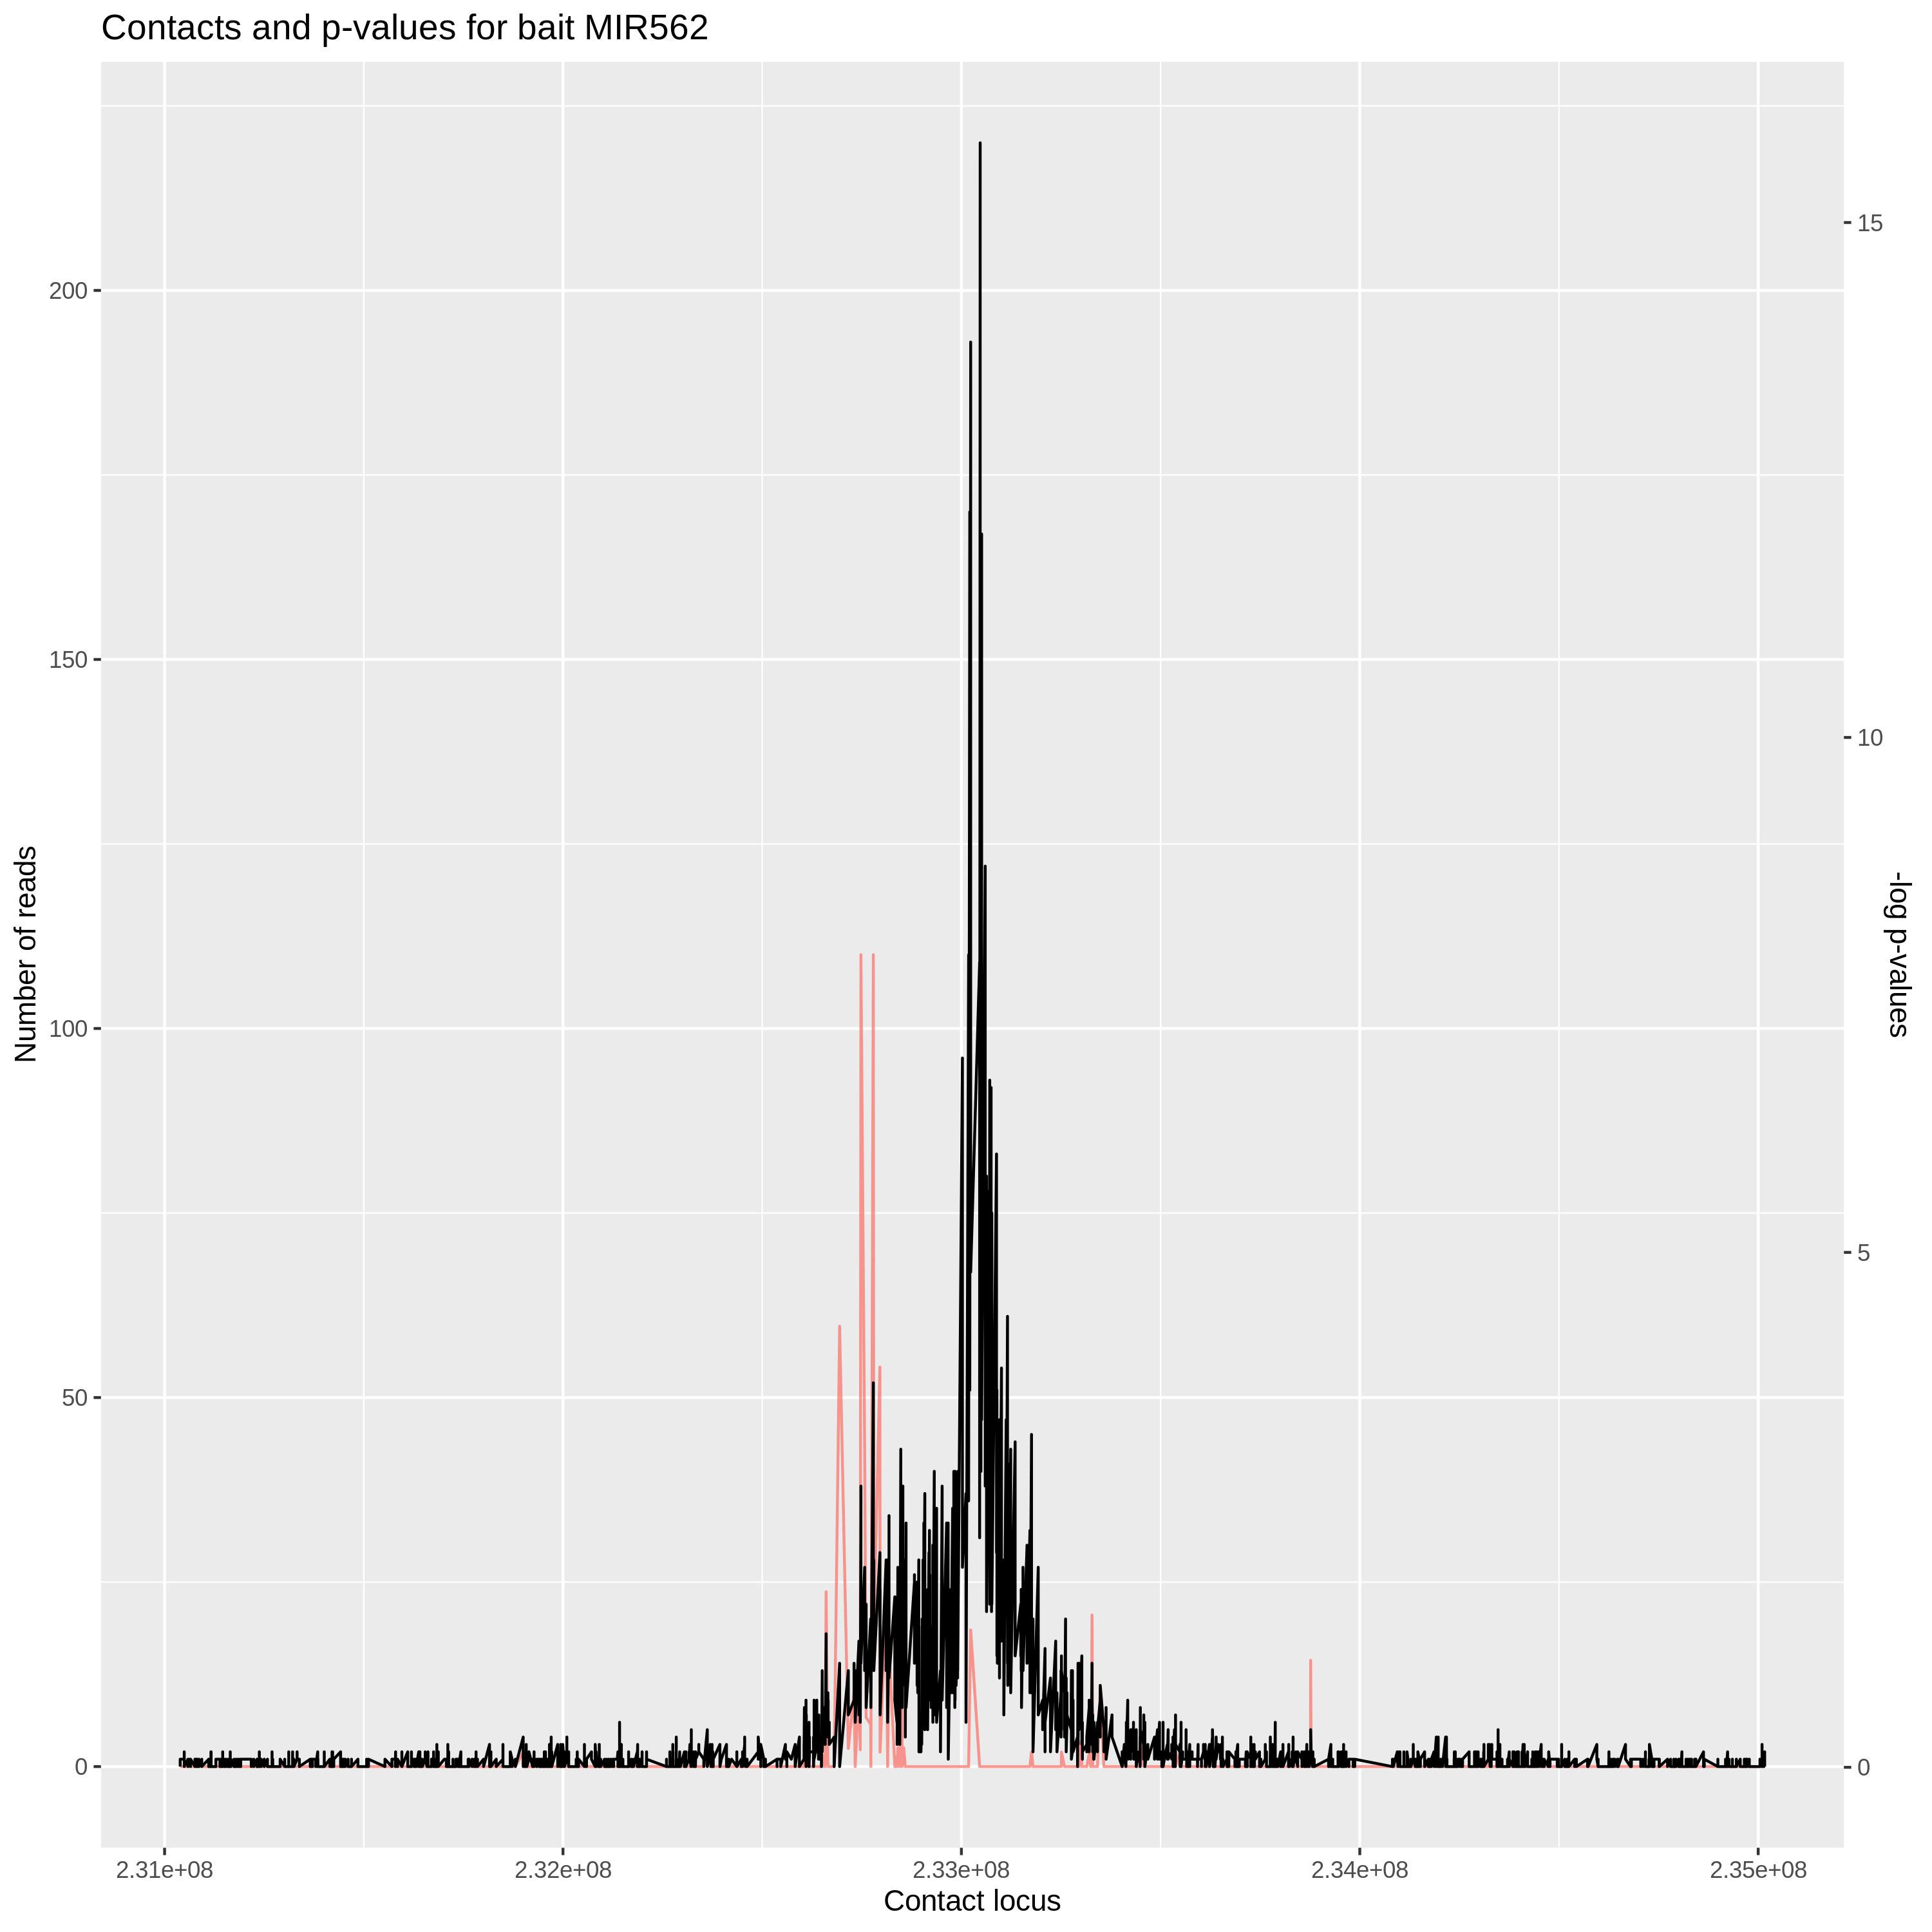 Contacts and p-values for bait MIR562
Number of reads
200
150
100
50
0
15
10
5
0
-log p-values
2.31e+08
2.32e+08
2.33e+08
2.34e+08
2.35e+08
Contact locus